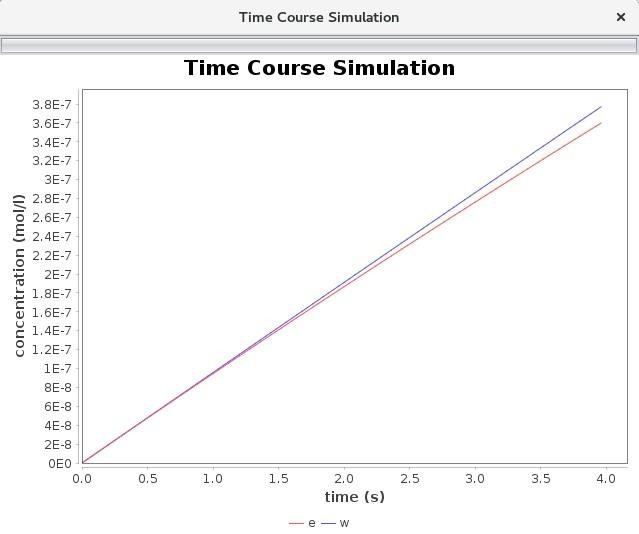 Time Course Simulation ×
Time Course Simulation
concentration (mol/l)
3.8E-7
3.6E-7
3.4E-7
3.2E-7
3E-7
2.8E-7
2.6E-7
2.4E-7
2.2E-7
2E-7
1.8E-7
1.6E-7
1.4E-7
1.2E-7
1E-7
8E-8
6E-8
4E-8
2E-8
0E0
0.0 0.5 1.0 1.5 2.0 2.5 3.0 3.5 4.0
time (s)
e w